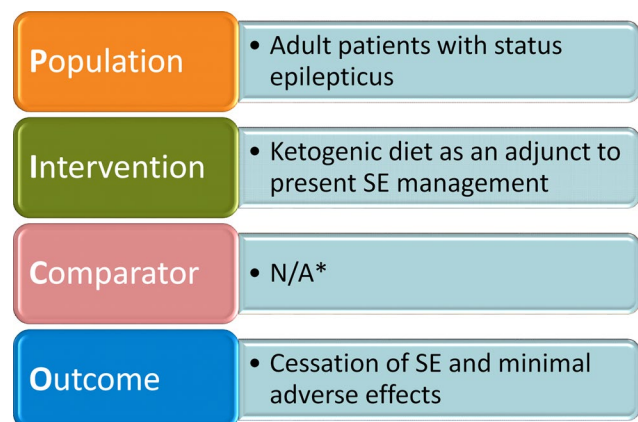 Population
• Adult patients with status
epilepticus
Intervention
• Ketogenic diet as an adjunct to
present SE management
Comparator
• N/A*
Outcome
• Cessation of SE and minimal
adverse effects